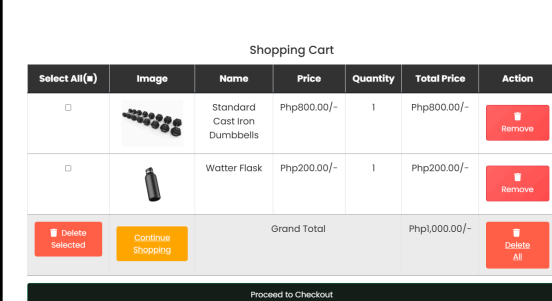 Shopping Cart
Select All(■) Image Name Price Quantity Total Price Action
Standard Cast Iron Dumbbells Php800.00/- 1 Php800.00/- Remove
Watter Flask Php200.00/- 1 Php200.00/- Remove
Delete Selected Continue Shopping Grand Total Php1,000.00/- Delete All
Proceed to Checkout